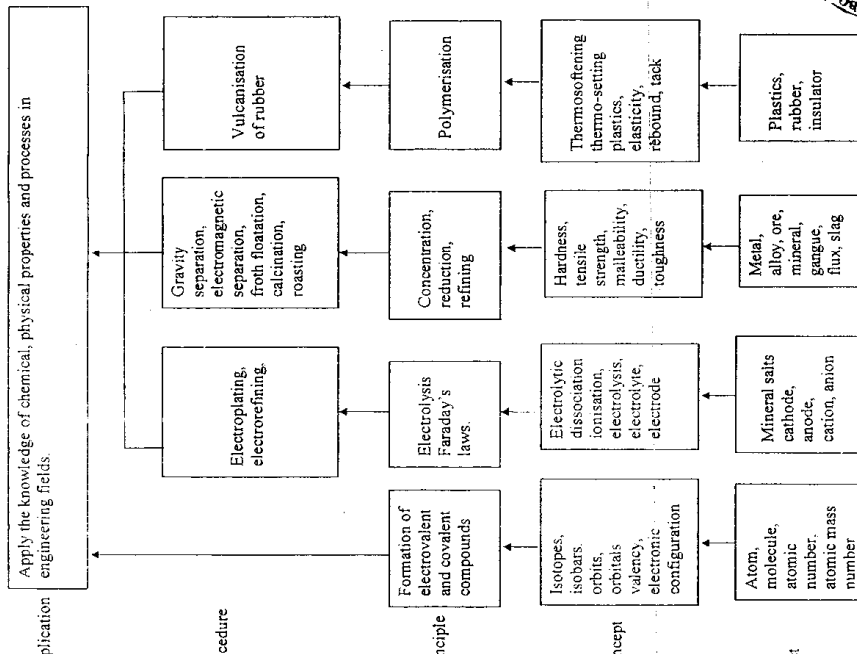 plication
Apply the knowledge of chemical, physical properties and processes in
engineering fields.
cedure
Electroplating,
electrorefining.
Gravity
separation,
electromagnetic
separation,
froth floatation,
calcination,
roasting
Vulcanisation
of rubber
nciple
Formation of
electrovalent
and covalent
compounds
Electrolysis
Faraday's
laws.
Concentration,
reduction,
refining
Polymerisation
ncept
Isotopes,
isobars.
orbits,
orbitals
valency,
electronic
configuration
Electrolytic
dissociation
ionisation,
electrolysis,
electrolyte,
electrode
Hardness,
tensile
strength,
malleability,
ductility,
toughness
Thermosoftening
thermo-setting
plastics,
elasticity,
rebound, tack
Atom,
molecule,
atomic
number,
atomic mass
number
Mineral salts
cathode,
anode,
cation, anion
Metal,
alloy, ore,
mineral,
gangue,
flux, slag
Plastics,
rubber,
insulator